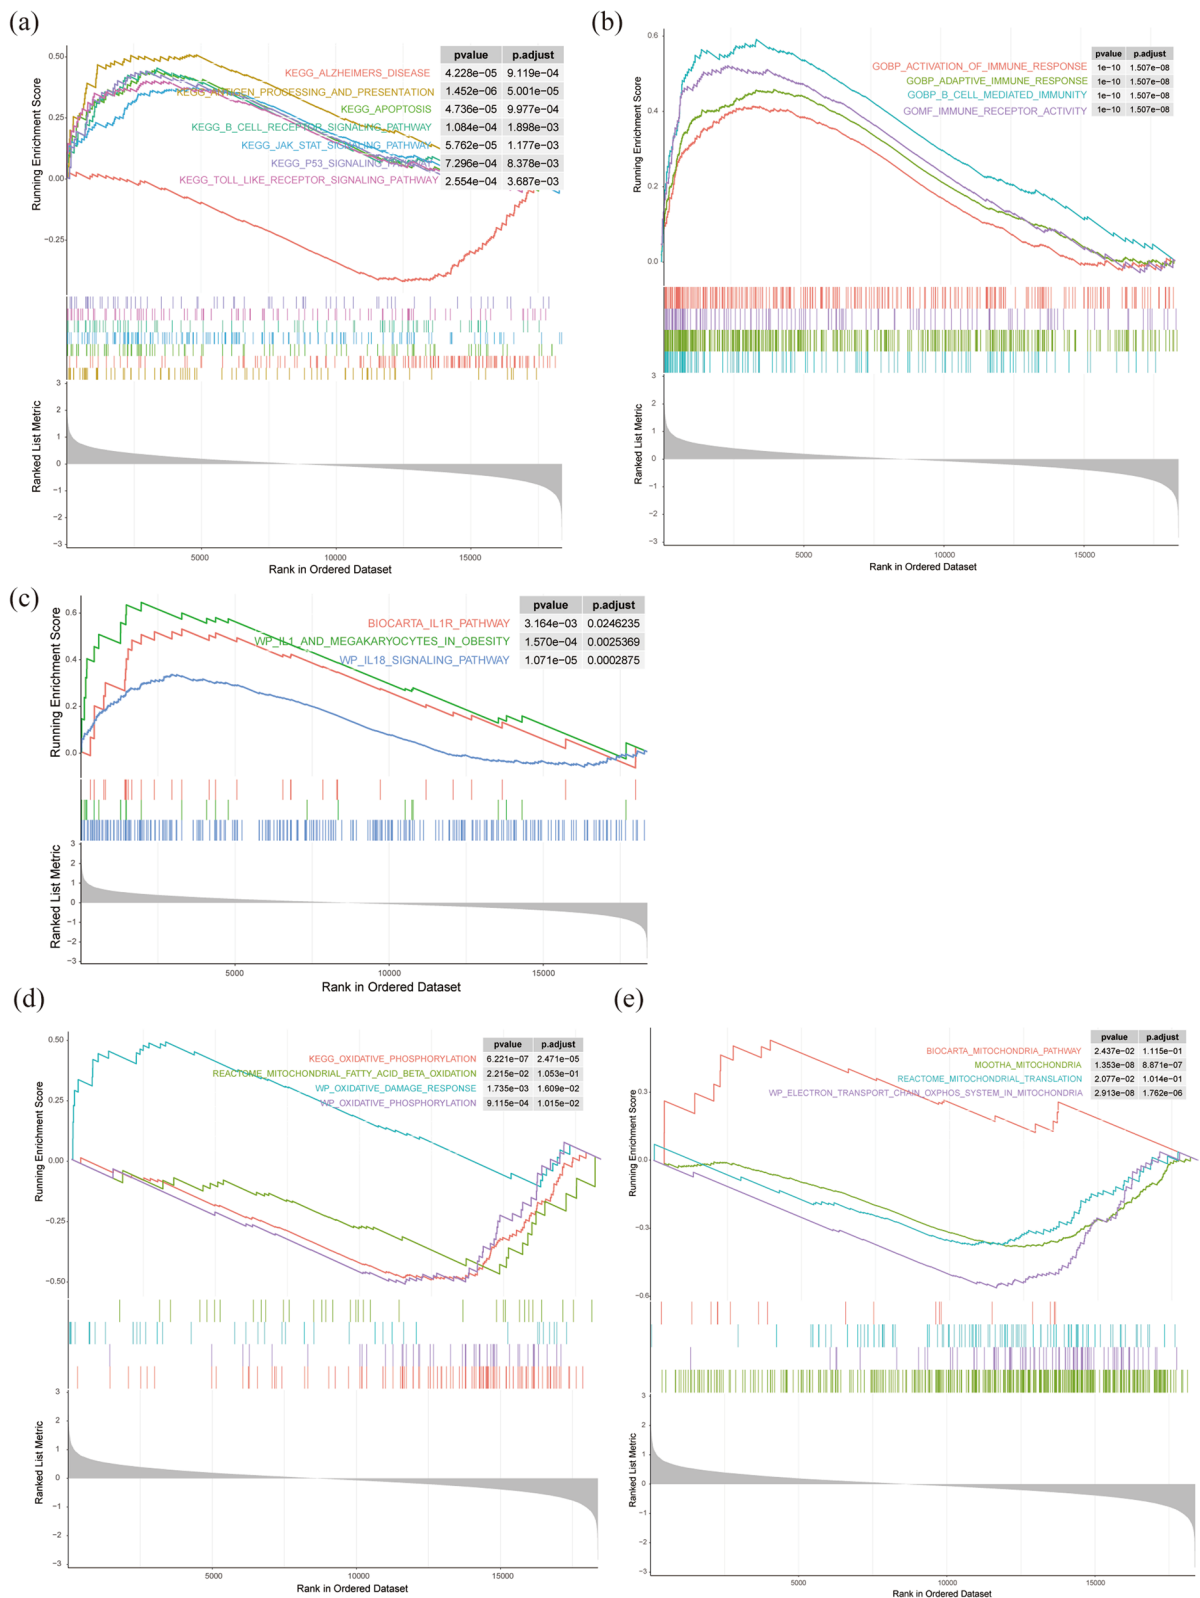 (a)
Running Enrichment Score
0.50
0.25
0.00
−0.25
pvalue p.adjust
KEGG_ALZHEIMERS_DISEASE 4.228e−05 9.119e−04
KEGG_ANTIGEN_PROCESSING_AND_PRESENTATION 1.452e−06 5.001e−05
KEGG_APOPTOSIS 4.736e−05 9.977e−04
KEGG_B_CELL_RECEPTOR_SIGNALING_PATHWAY 1.084e−04 1.898e−03
KEGG_JAK_STAT_SIGNALING_PATHWAY 5.762e−05 1.177e−03
KEGG_P53_SIGNALING_PATHWAY 7.296e−04 8.378e−03
KEGG_TOLL_LIKE_RECEPTOR_SIGNALING_PATHWAY 2.554e−04 3.687e−03
Ranked List Metric
3
2
1
0
−1
−2
−3
5000 10000 15000
Rank in Ordered Dataset
(b)
Running Enrichment Score
0.6
0.4
0.2
0.0
pvalue p.adjust
GOBP_ACTIVATION_OF_IMMUNE_RESPONSE 1e−10 1.507e−08
GOBP_ADAPTIVE_IMMUNE_RESPONSE 1e−10 1.507e−08
GOBP_B_CELL_MEDIATED_IMMUNITY 1e−10 1.507e−08
GOMF_IMMUNE_RECEPTOR_ACTIVITY 1e−10 1.507e−08
Ranked List Metric
3
2
1
0
−1
−2
−3
5000 10000 15000
Rank in Ordered Dataset
(c)
Running Enrichment Score
0.6
0.4
0.2
0.0
pvalue p.adjust
BIOCARTA_IL1R_PATHWAY 3.164e−03 0.0246235
WP_IL1_AND_MEGAKARYOCYTES_IN_OBESITY 1.570e−04 0.0025369
WP_IL18_SIGNALING_PATHWAY 1.071e−05 0.0002875
Ranked List Metric
3
2
1
0
−1
−2
−3
5000 10000 15000
Rank in Ordered Dataset
(d)
Running Enrichment Score
0.50
0.25
0.00
−0.25
−0.50
pvalue p.adjust
KEGG_OXIDATIVE_PHOSPHORYLATION 6.221e−07 2.471e−05
REACTOME_MITOCHONDRIAL_FATTY_ACID_BETA_OXIDATION 2.215e−02 1.053e−01
WP_OXIDATIVE_DAMAGE_RESPONSE 1.735e−03 1.609e−02
WP_OXIDATIVE_PHOSPHORYLATION 9.115e−04 1.015e−02
Ranked List Metric
3
2
1
0
−1
−2
−3
5000 10000 15000
Rank in Ordered Dataset
(e)
Running Enrichment Score
0.3
0.0
−0.3
−0.6
pvalue p.adjust
BIOCARTA_MITOCHONDRIA_PATHWAY 2.437e−02 1.115e−01
MOOTHA_MITOCHONDRIA 1.353e−08 8.871e−07
REACTOME_MITOCHONDRIAL_TRANSLATION 2.077e−02 1.014e−01
WP_ELECTRON_TRANSPORT_CHAIN_OXPHOS_SYSTEM_IN_MITOCHONDRIA 2.913e−08 1.762e−06
Ranked List Metric
3
2
1
0
−1
−2
−3
5000 10000 15000
Rank in Ordered Dataset